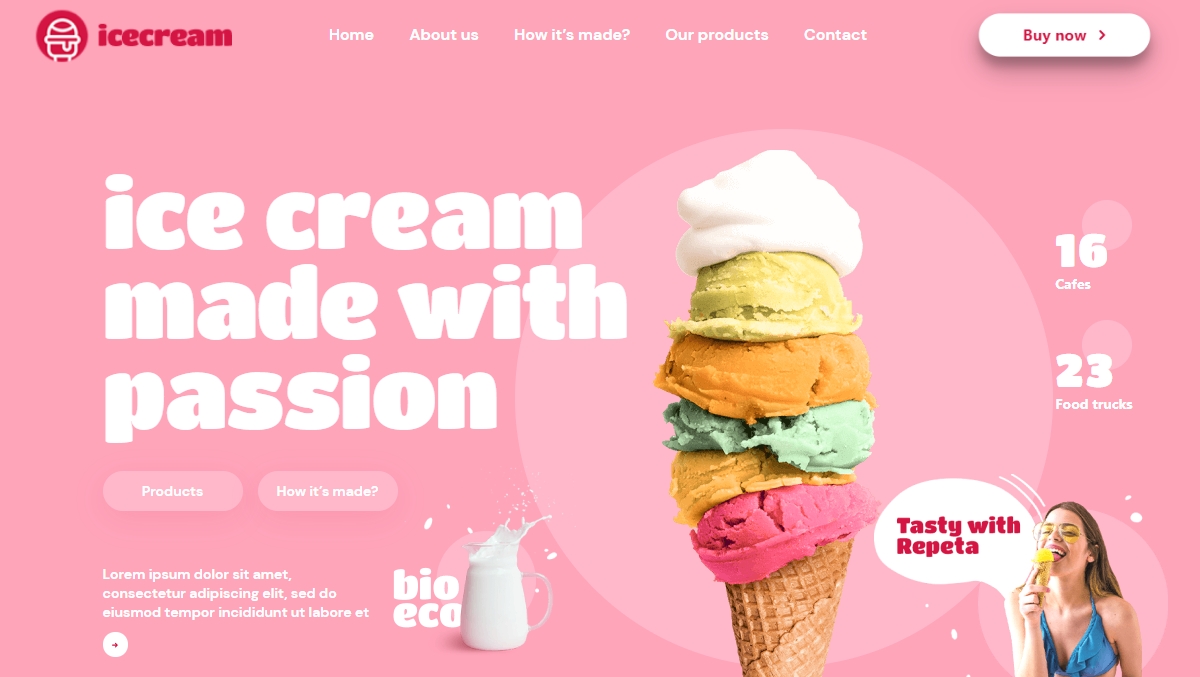 icecream
Home
About us
How it’s made?
Our products
Contact
Buy now
ice cream
made with
passion
Products
How it’s made?
Lorem ipsum dolor sit amet,
consectetur adipiscing elit, sed do
eiusmod tempor incididunt ut labore et
bio
eco
16
Cafes
23
Food trucks
Tasty with
Repeta